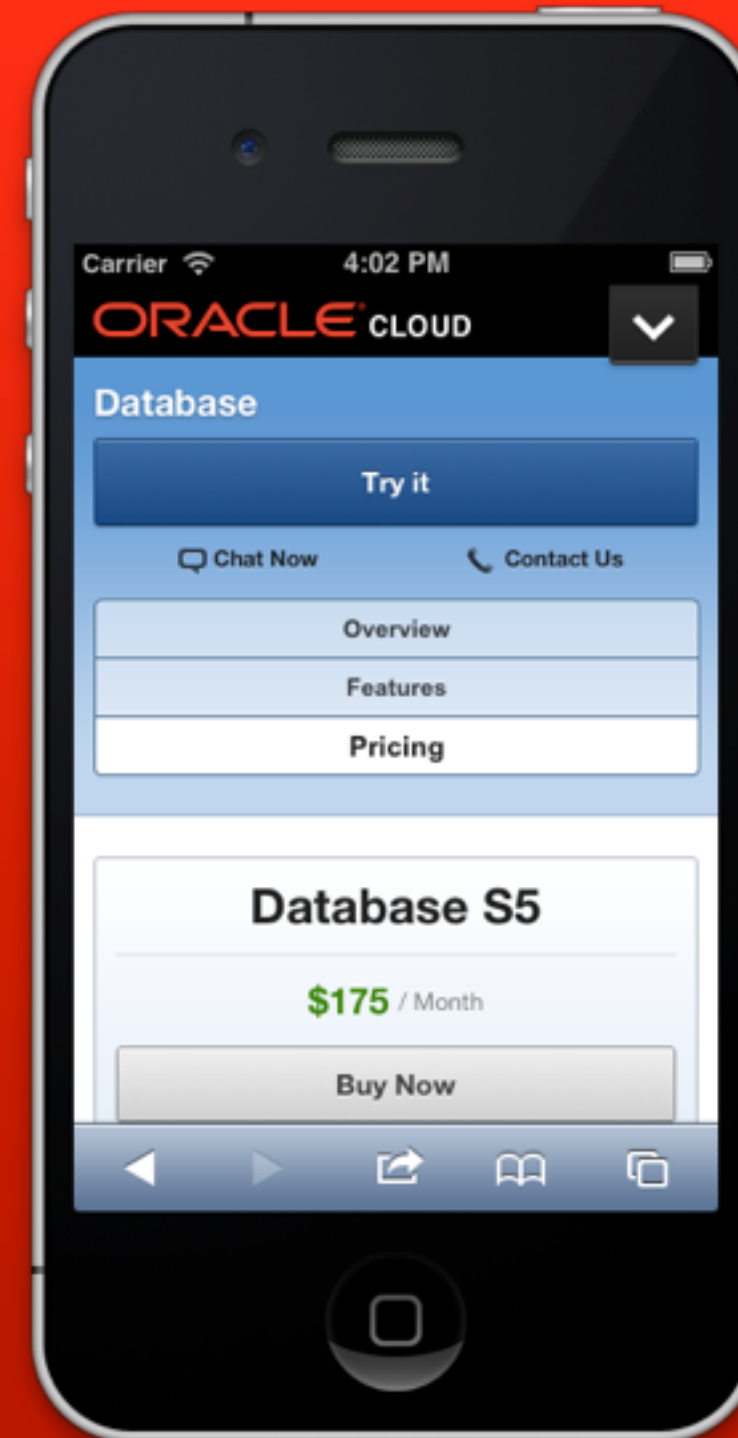 Carrier 4:02 PM
ORACLE CLOUD
Database
Try it
Chat Now Contact Us
Overview
Features
Pricing
Database S5
$175 / Month
Buy Now